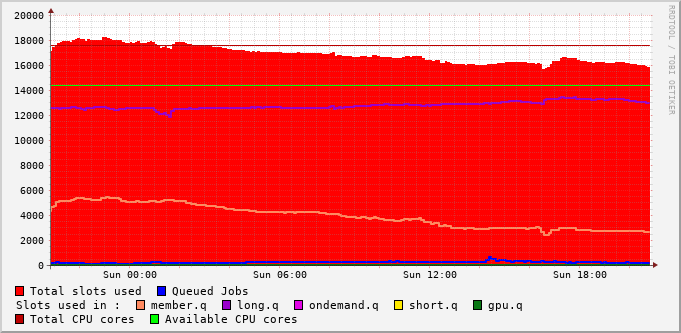 20000
18000
16000
14000
12000
10000
8000
6000
4000
2000
0
Sun 00:00 Sun 06:00 Sun 12:00 Sun 18:00
RRDTOOL / TOBI OETIKER
Total slots used Queued Jobs
Slots used in : member.q long.q ondemand.q short.q gpu.q
Total CPU cores Available CPU cores